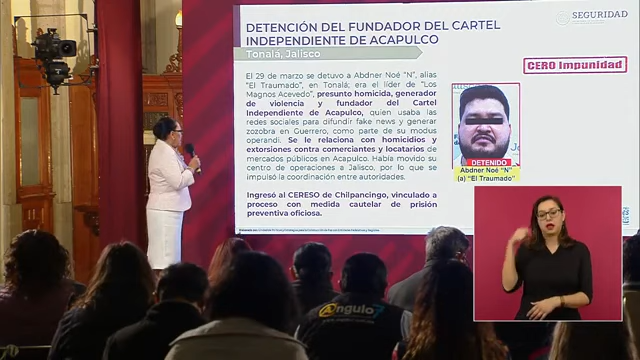 DETENCIÓN DEL FUNDADOR DEL CARTEL
INDEPENDIENTE DE ACAPULCO
SEGURIDAD
Tonalá, Jalisco
CERO Impunidad
El 29 de marzo se detuvo a Abdner Noé “N”, alias
“El Traumado”, en Tonalá; era el líder de “Los
Magnos Acevedo”, presunto homicida, generador
de violencia y fundador del Cartel
Independiente de Acapulco, quien usaba las
redes sociales para difundir fake news y generar
zozobra en Guerrero, como parte de su modus
operandi. Se le relaciona con homicidios y
extorsiones contra comerciantes y locatarios de
mercados públicos en Acapulco. Había movido su
centro de operaciones a Jalisco, por lo que se
impulsó la coordinación entre autoridades.
Ingresó al CERESO de Chilpancingo, vinculado a
proceso con medida cautelar de prisión
preventiva oficiosa.
DETENIDO
Abdner Noé “N”
(a) “El Traumado”
Angulo7